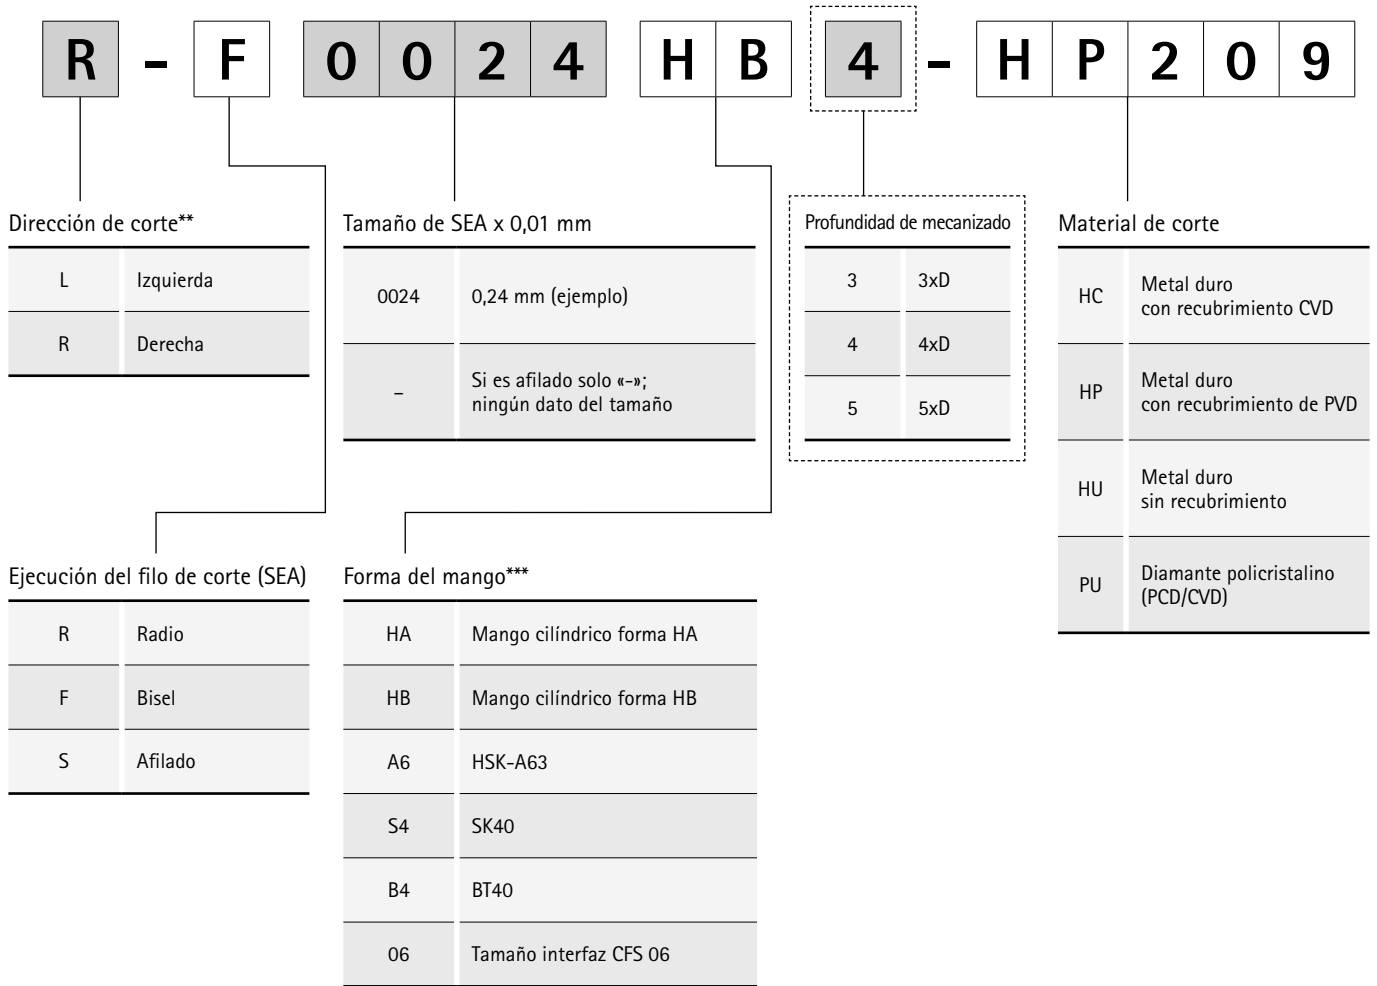 R - F 0 0 2 4 H B 4 - H P 2 0 9
Dirección de corte**
L Izquierda
R Derecha
Tamaño de SEA x 0,01 mm
0024 0,24 mm (ejemplo)
– Si es afilado solo «-»;
ningún dato del tamaño
Profundidad de mecanizado
3 3xD
4 4xD
5 5xD
Material de corte
HC Metal duro
con recubrimiento CVD
HP Metal duro
con recubrimiento de PVD
HU Metal duro
sin recubrimiento
PU Diamante policristalino
(PCD/CVD)
Ejecución del filo de corte (SEA)
R Radio
F Bisel
S Afilado
Forma del mango***
HA Mango cilíndrico forma HA
HB Mango cilíndrico forma HB
A6 HSK-A63
S4 SK40
B4 BT40
06 Tamaño interfaz CFS 06